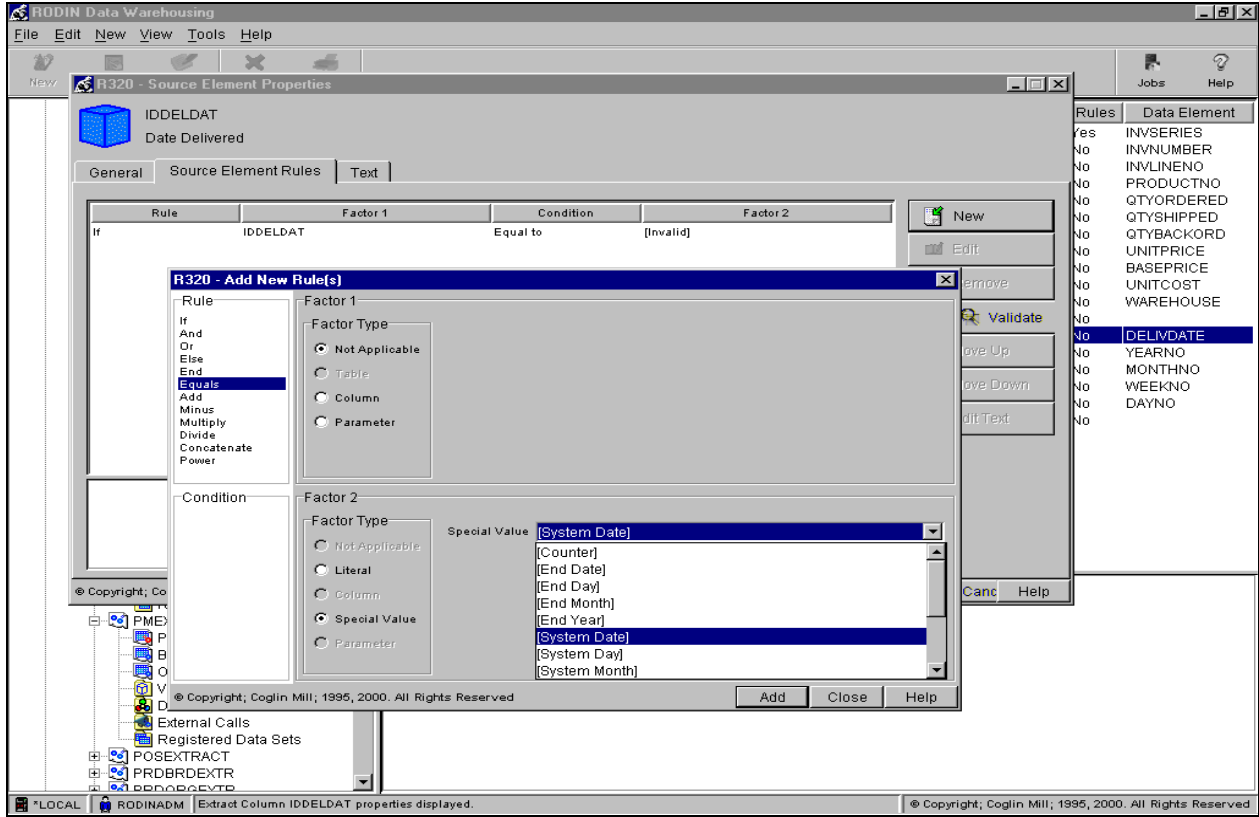 RODIN Data Warehousing
File Edit New View Tools Help
New Jobs Help
R320 - Source Element Properties
IDDELDAT
Date Delivered
General Source Element Rules Text
Rule Factor 1 Condition Factor 2
If IDDELDAT Equal to [Invalid]
New
Edit
emove
Validate
ove Up
ove Down
dit Text
Rules Data Element
Yes INVSERIES
No INVNUMBER
No INVLINENO
No PRODUCTNO
No QTYORDERED
No QTYSHIPPED
No QTYBACKORD
No UNITPRICE
No BASEPRICE
No UNITCOST
No WAREHOUSE
No
No DELIVDATE
No YEARNO
No MONTHNO
No WEEKNO
No DAYNO
No
R320 - Add New Rule(s)
Rule
If
And
Or
Else
End
Equals
Add
Minus
Multiply
Divide
Concatenate
Power
Condition
Factor 1
Factor Type
Not Applicable
Table
Column
Parameter
Factor 2
Factor Type
Not Applicable
Literal
Column
Special Value
Parameter
Special Value [System Date]
[Counter]
[End Date]
[End Day]
[End Month]
[End Year]
[System Date]
[System Day]
[System Month]
© Copyright; Coglin Mill; 1995, 2000. All Rights Reserved
Add Close Help
© Copyright; Co
Canc Help
PMEX
P
B
O
V
D
External Calls
Registered Data Sets
POSEXTRACT
PRDBRDEXTR
PRDORGEXTR
*LOCAL RODINADM Extract Column IDDELDAT properties displayed. © Copyright; Coglin Mill; 1995, 2000. All Rights Reserved